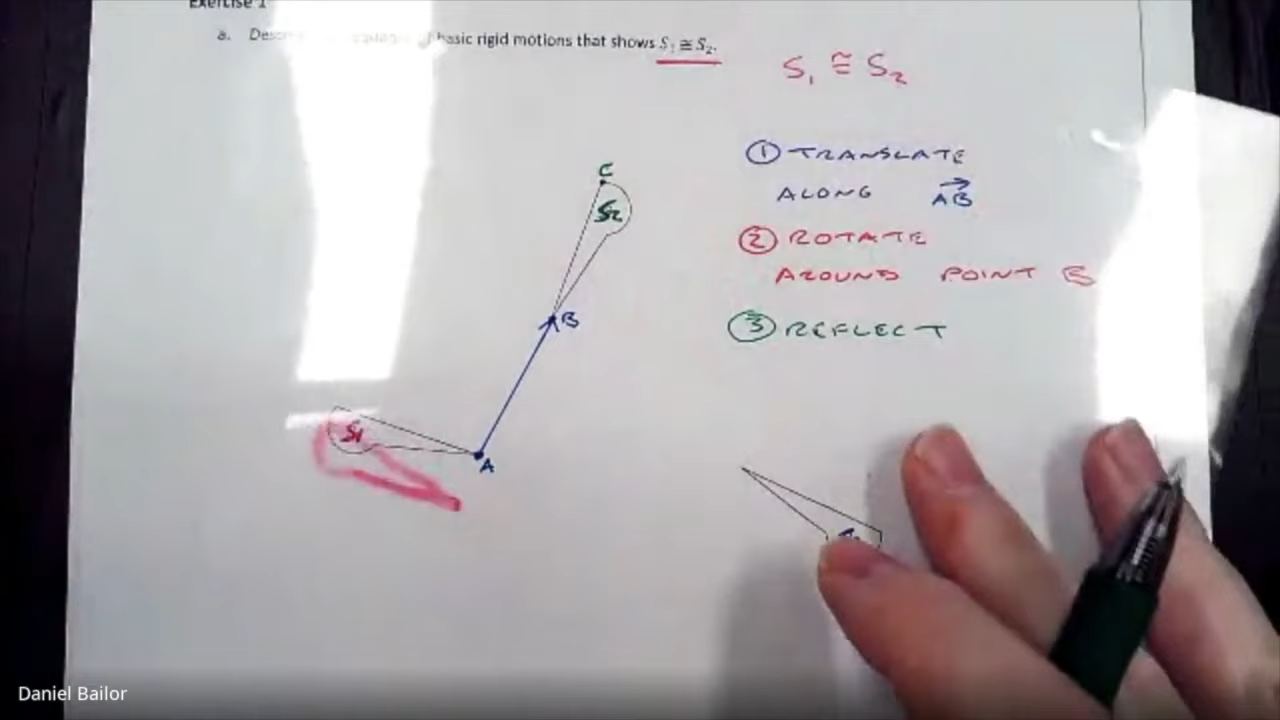 Exercise 1
a. basic rigid motions that shows S₁ ≅ S₂.
S₁ ≅ S₂
① TRANSLATE
ALONG AB
② ROTATE
AROUND POINT B
③ REFLECT
C
S2
B
S1
A
Daniel Bailor